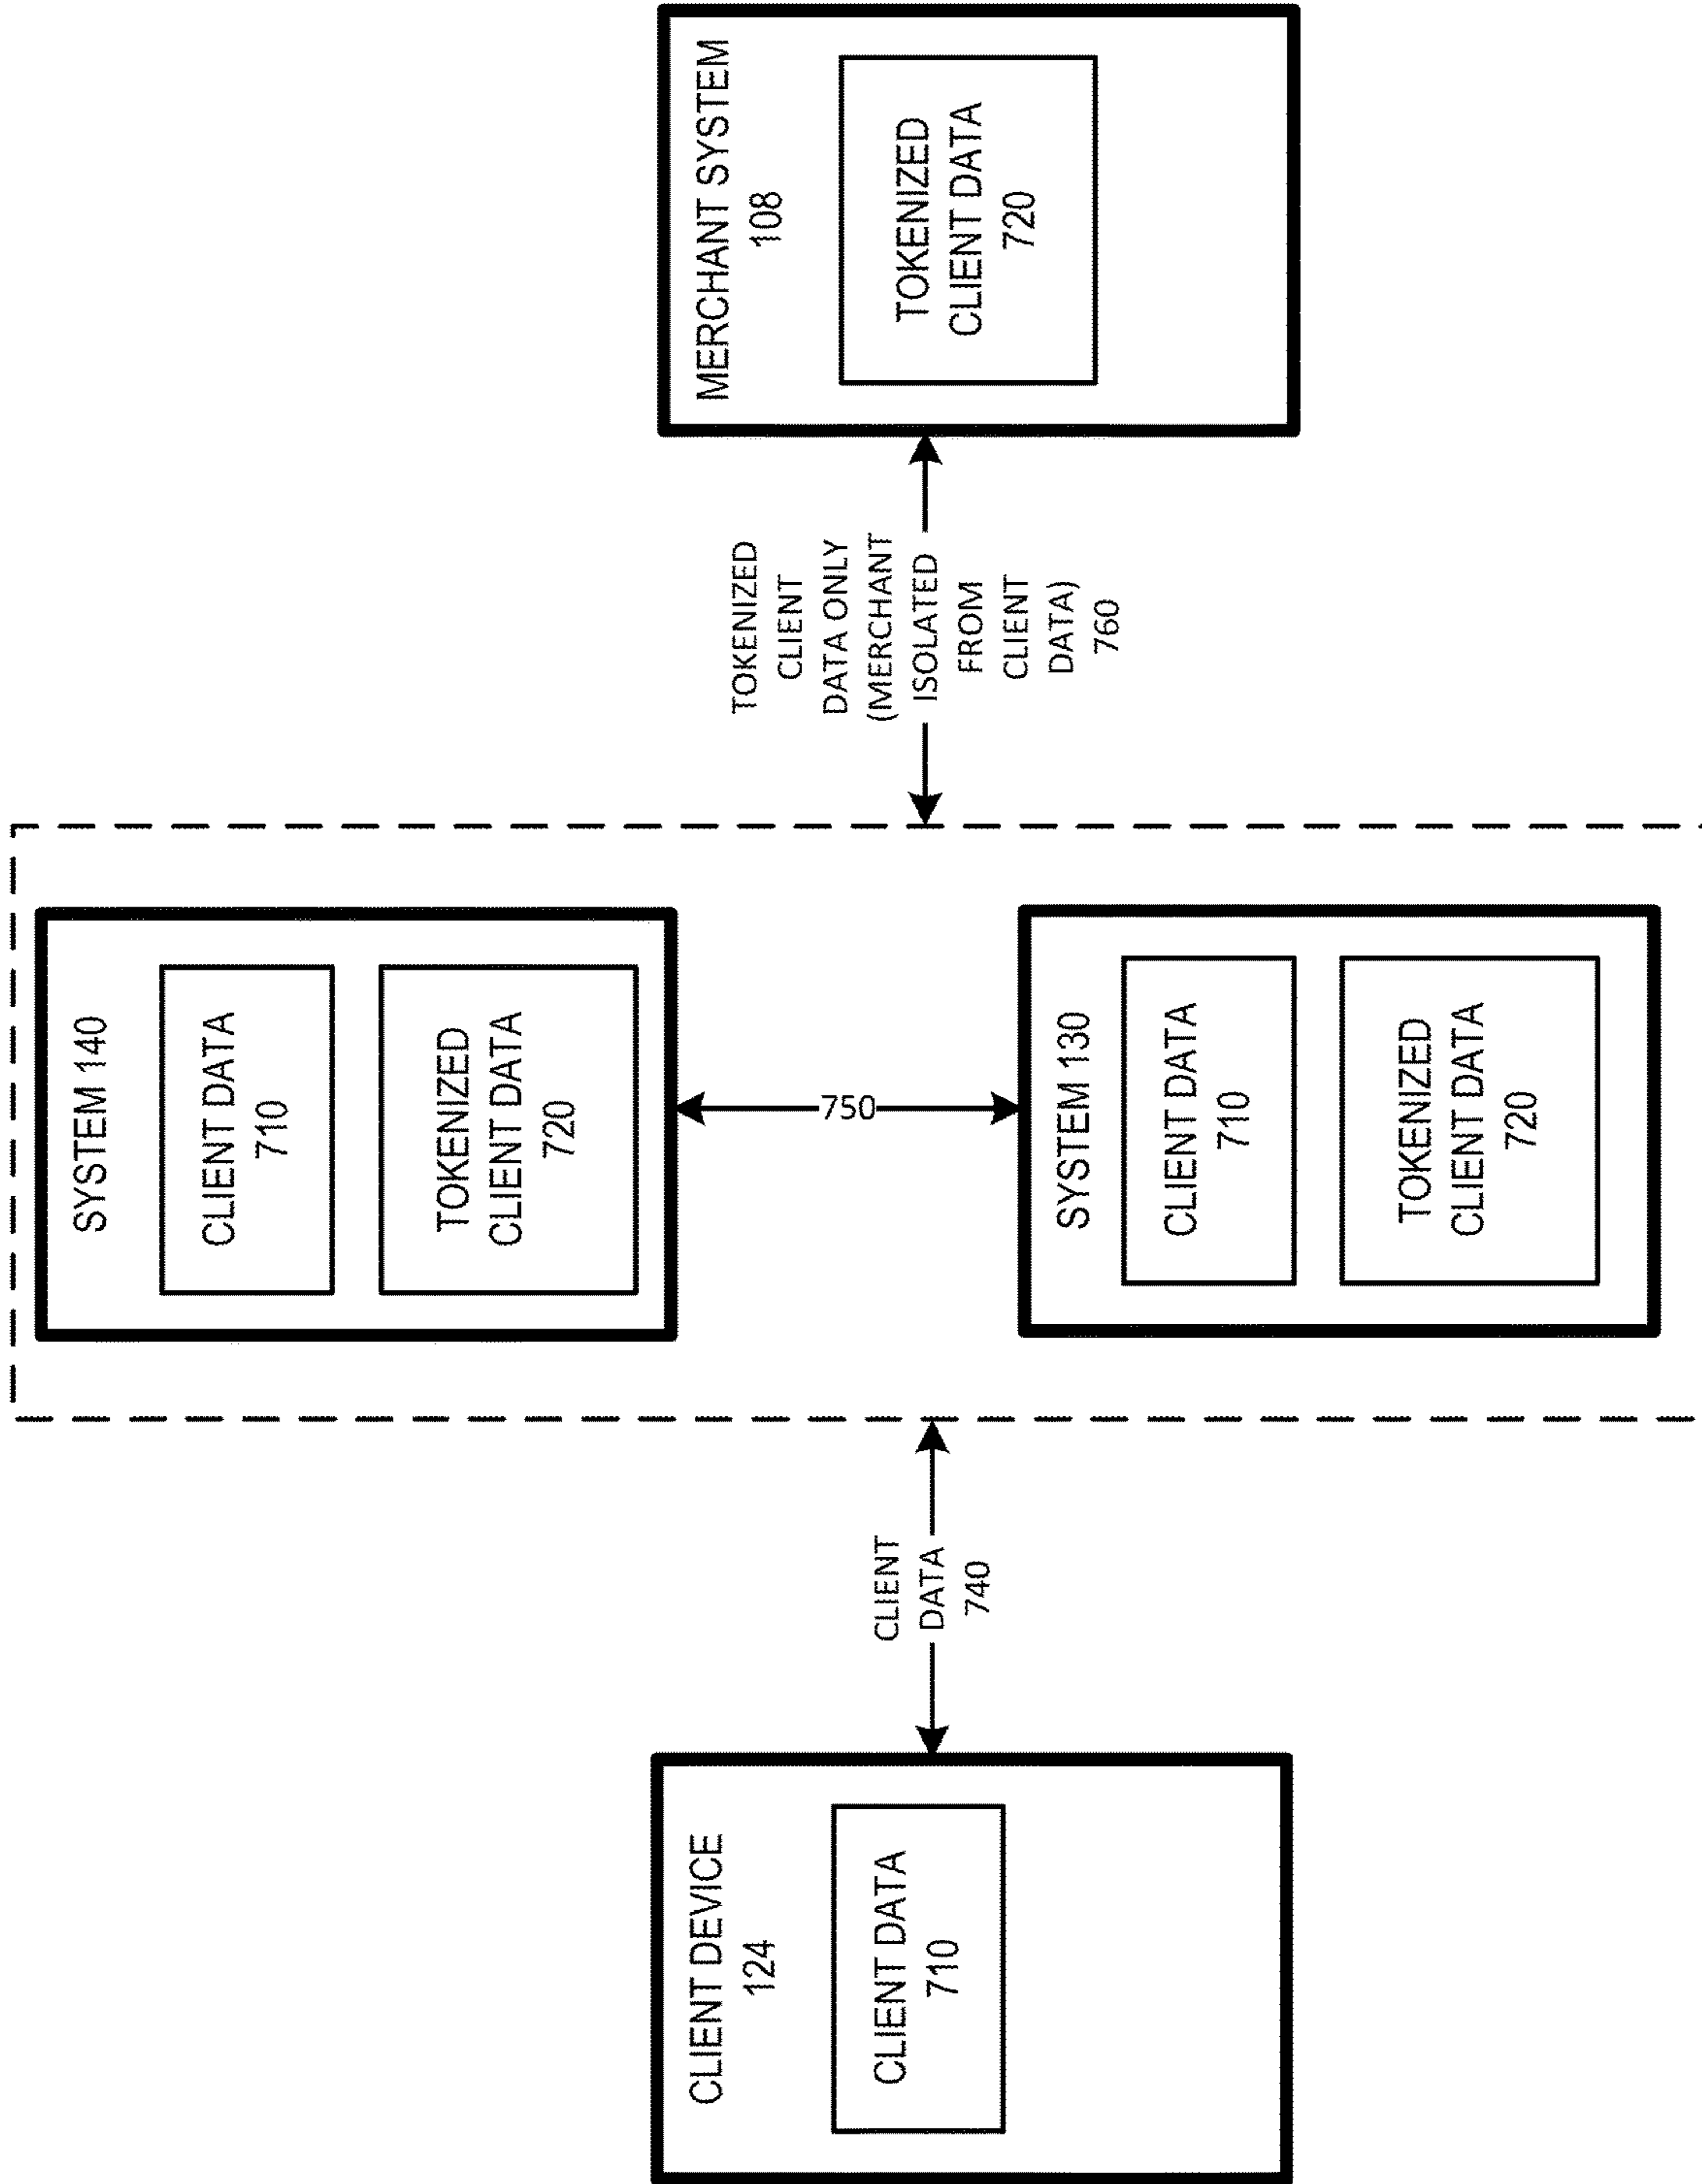 CLIENT DEVICE
124
CLIENT DATA
710
CLIENT
DATA
740
SYSTEM 140
CLIENT DATA
710
TOKENIZED
CLIENT DATA
720
750
SYSTEM 130
CLIENT DATA
710
TOKENIZED
CLIENT DATA
720
TOKENIZED
CLIENT
DATA ONLY
(MERCHANT
ISOLATED
FROM
CLIENT
DATA)
760
MERCHANT SYSTEM
108
TOKENIZED
CLIENT DATA
720